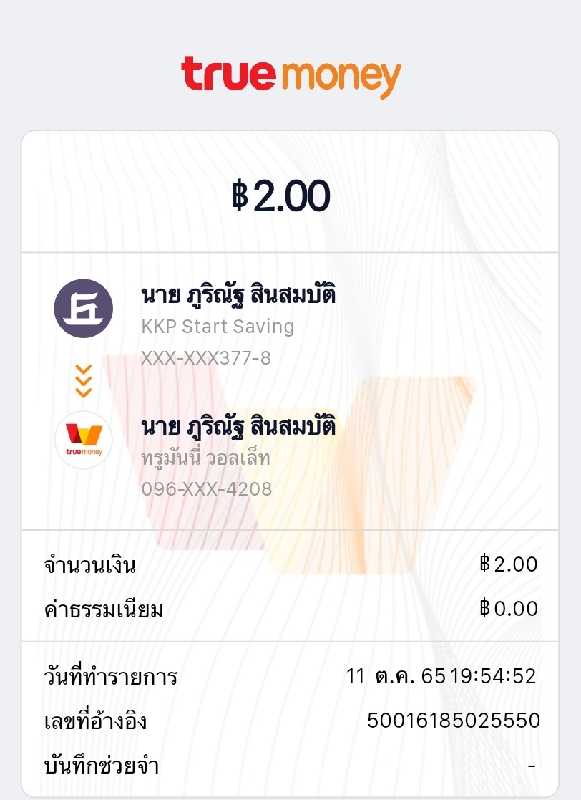 true money
฿2.00
นาย ภูริณัฐ สินสมบัติ
KKP Start Saving
XXX-XXX377-8
นาย ภูริณัฐ สินสมบัติ
truemoney
ทรูมันนี่ วอลเล็ท
096-XXX-4208
จำนวนเงิน ฿2.00
ค่าธรรมเนียม ฿0.00
วันที่ทำรายการ 11 ต.ค. 65 19:54:52
เลขที่อ้างอิง 50016185025550
บันทึกช่วยจำ -